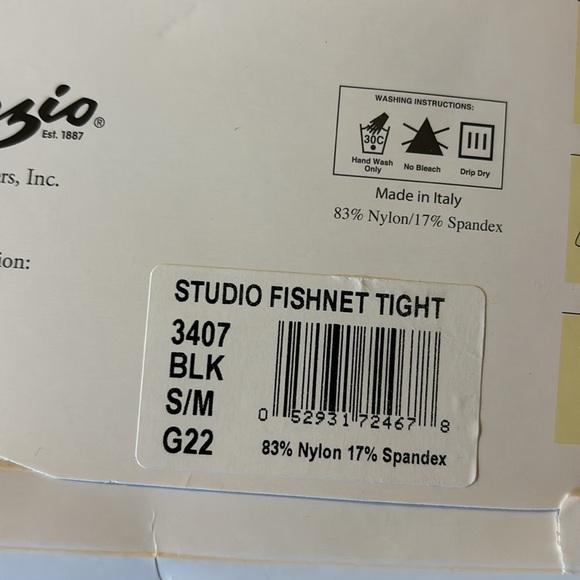 zio®
Est. 1887
rs, Inc.
ion:
WASHING INSTRUCTIONS:
30C
Hand Wash
Only
No Bleach
Drip Dry
Made in Italy
83% Nylon/17% Spandex
STUDIO FISHNET TIGHT
3407
BLK
S/M
G22
0 52931 72467 8
83% Nylon 17% Spandex